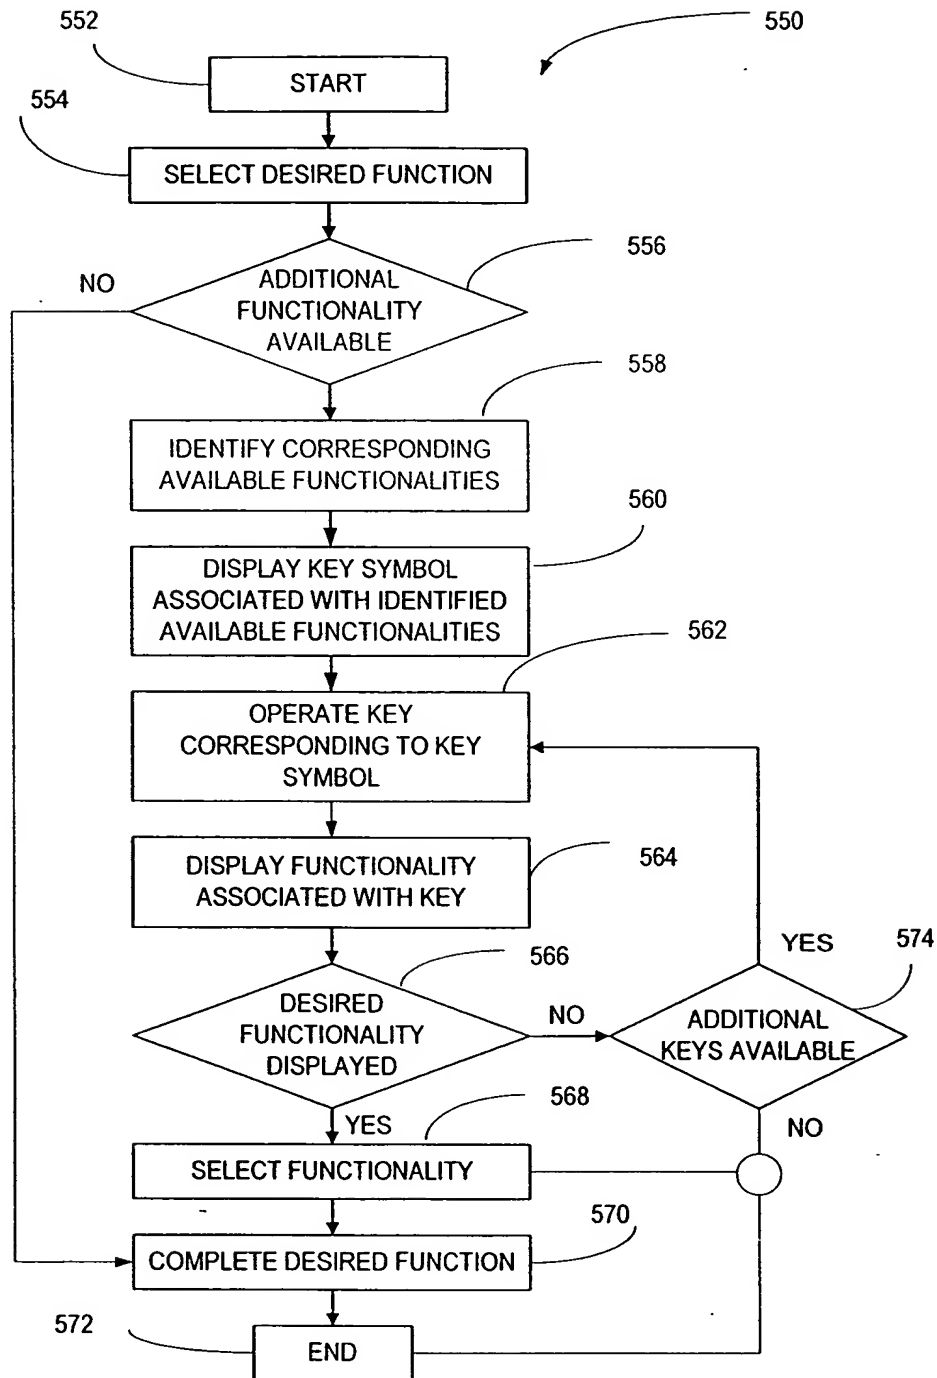 552
550
START
554
SELECT DESIRED FUNCTION
556
NO
ADDITIONAL
FUNCTIONALITY
AVAILABLE
558
IDENTIFY CORRESPONDING
AVAILABLE FUNCTIONALITIES
560
DISPLAY KEY SYMBOL
ASSOCIATED WITH IDENTIFIED
AVAILABLE FUNCTIONALITIES
562
OPERATE KEY
CORRESPONDING TO KEY
SYMBOL
DISPLAY FUNCTIONALITY
ASSOCIATED WITH KEY
564
YES
574
566
DESIRED
FUNCTIONALITY
DISPLAYED
NO
ADDITIONAL
KEYS AVAILABLE
YES
568
NO
SELECT FUNCTIONALITY
570
COMPLETE DESIRED FUNCTION
572
END